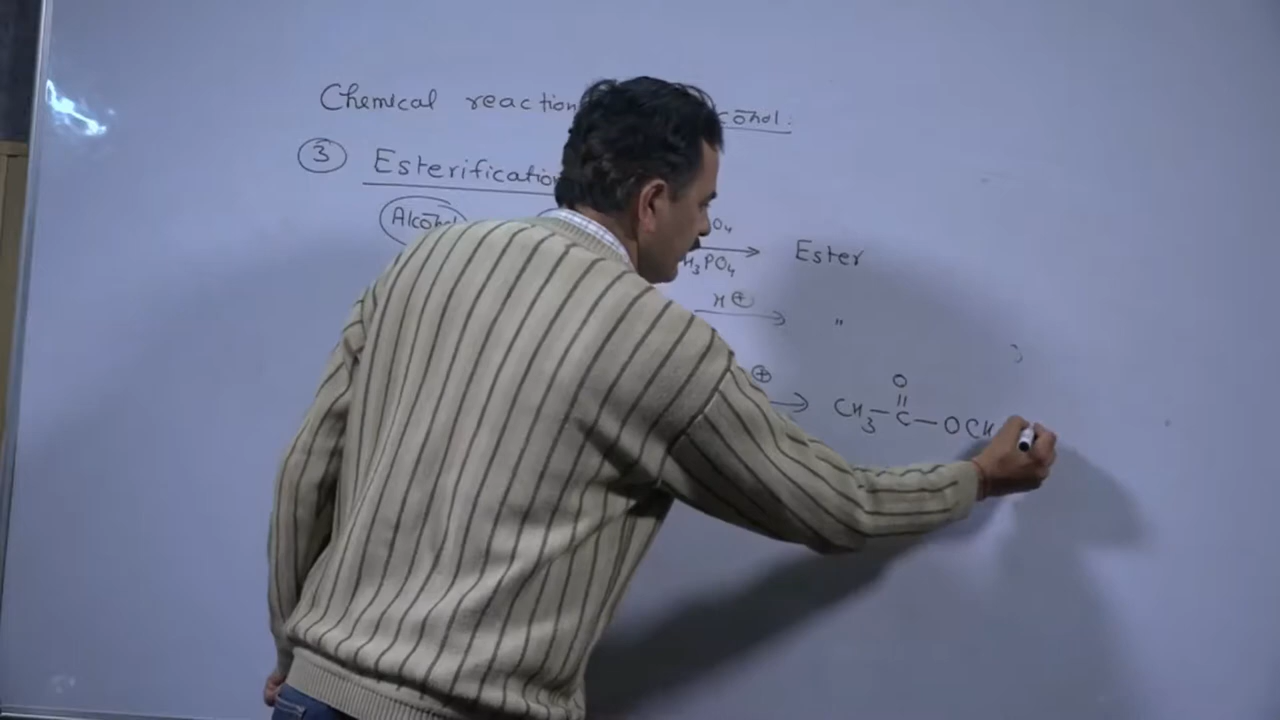 Chemical reaction cohol:
③ Esterification
Alcohol O₄ → Ester
H₃PO₄
H⊕ → "
⊕ → CH₃-C-OCH
O
||